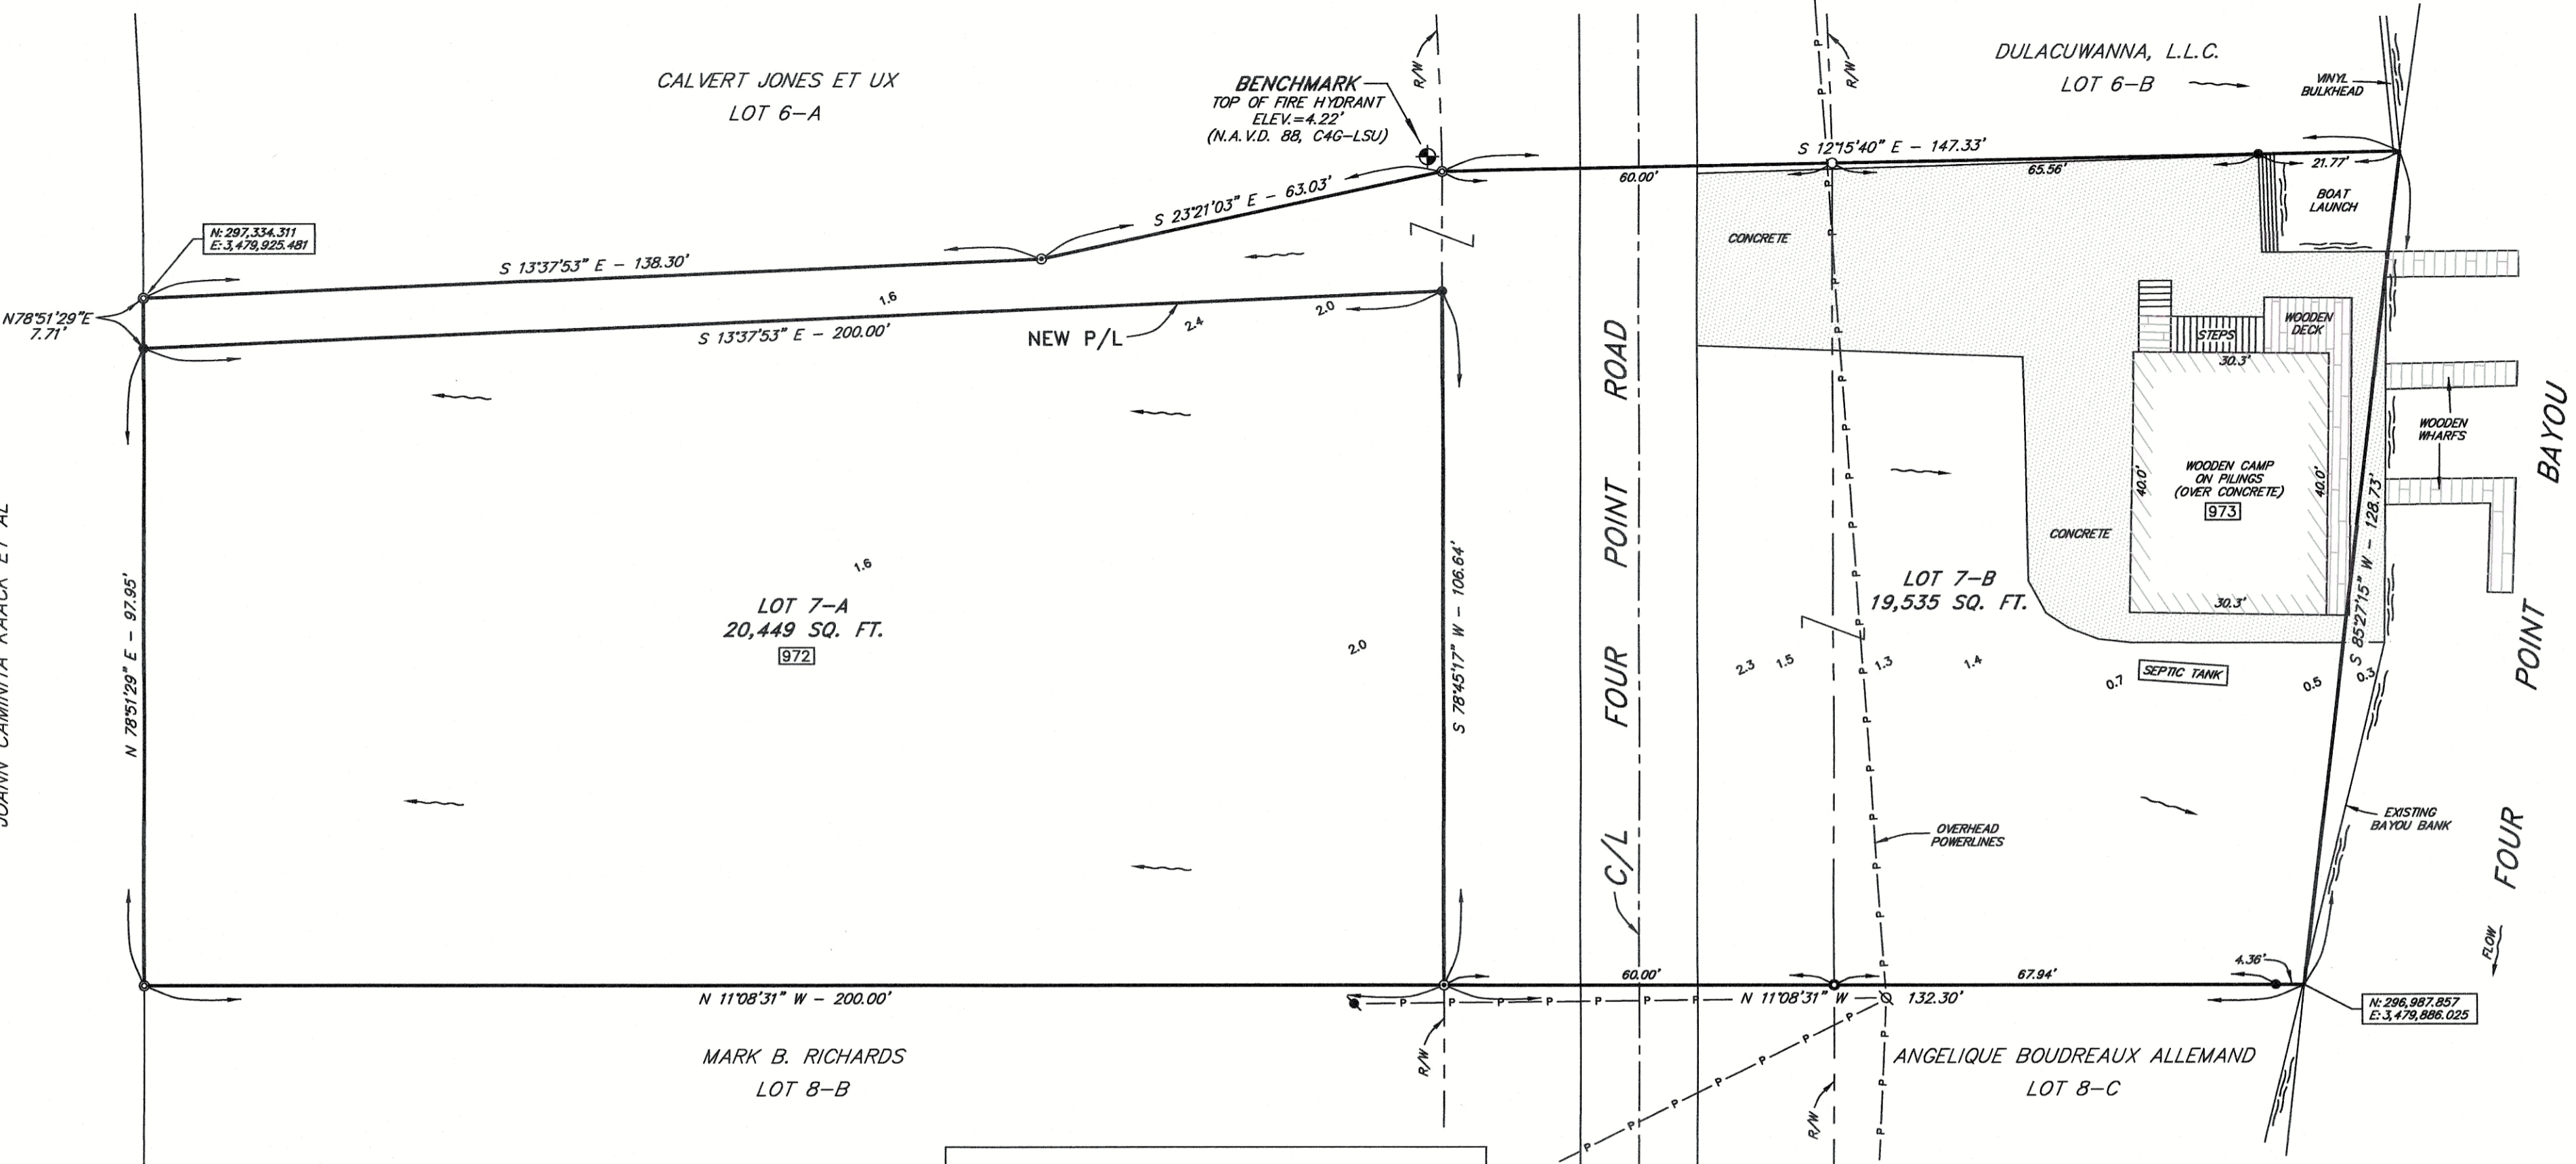 CALVERT JONES ET UX
LOT 6-A
BENCHMARK
TOP OF FIRE HYDRANT
ELEV.=4.22'
(N.A.V.D. 88, C4G-LSU)
R/W
R/W
DULACUWANNA, L.L.C.
LOT 6-B
VINYL
BULKHEAD
S 12°15'40" E - 147.33'
60.00'
65.56'
21.77'
BOAT
LAUNCH
S 23°21'03" E - 63.03'
N: 297,334.311
E: 3,479,925.481
S 13°37'53" E - 138.30'
N78°51'29"E
7.71'
1.6
2.4
2.0
S 13°37'53" E - 200.00'
NEW P/L
CONCRETE
STEPS
WOODEN
DECK
30.3'
WOODEN
WHARFS
WOODEN CAMP
ON PILINGS
(OVER CONCRETE)
973
40.0'
40.0'
30.3'
CONCRETE
N 78°51'29" E - 97.95'
1.6
LOT 7-A
20,449 SQ. FT.
972
2.0
S 78°45'17" W - 106.64'
C/L FOUR POINT ROAD
LOT 7-B
19,535 SQ. FT.
2.3
1.5
1.3
1.4
0.7
SEPTIC TANK
0.5
0.3
S 85°27'15" W - 128.73'
FOUR POINT BAYOU
OVERHEAD
POWERLINES
EXISTING
BAYOU BANK
FLOW
4.36'
60.00'
67.94'
N 11°08'31" W - 200.00'
N 11°08'31" W
132.30'
N: 296,987.857
E: 3,479,886.025
MARK B. RICHARDS
LOT 8-B
R/W
R/W
ANGELIQUE BOUDREAUX ALLEMAND
LOT 8-C
P P P P P P